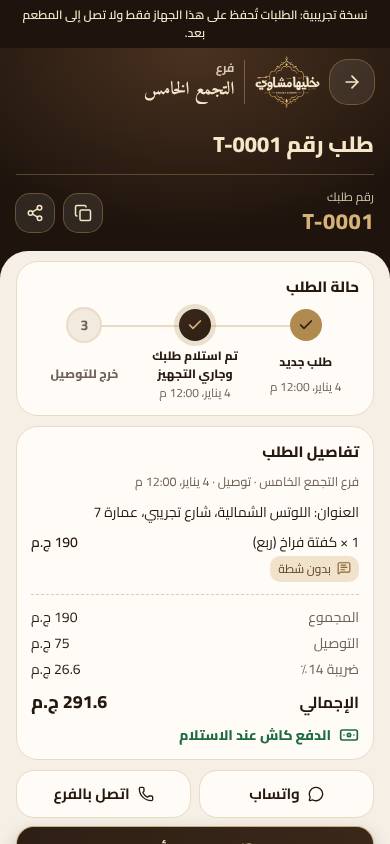 نسخة تجريبية: الطلبات تُحفظ على هذا الجهاز فقط ولا تصل إلى المطعم
بعد.
خليها مشاوي
فرع
التجمع الخامس
طلب رقم T-0001
رقم طلبك
T-0001
حالة الطلب
طلب جديد
4 يناير، 12:00 م
تم استلام طلبك
وجاري التجهيز
4 يناير، 12:00 م
3
خرج للتوصيل
تفاصيل الطلب
فرع التجمع الخامس · توصيل · 4 يناير، 12:00 م
العنوان: اللوتس الشمالية، شارع تجريبي، عمارة 7
1 × كفتة فراخ (ربع) 190 ج.م
بدون شطة
المجموع 190 ج.م
التوصيل 75 ج.م
ضريبة 14٪ 26.6 ج.م
الإجمالي 291.6 ج.م
الدفع كاش عند الاستلام
واتساب
اتصل بالفرع